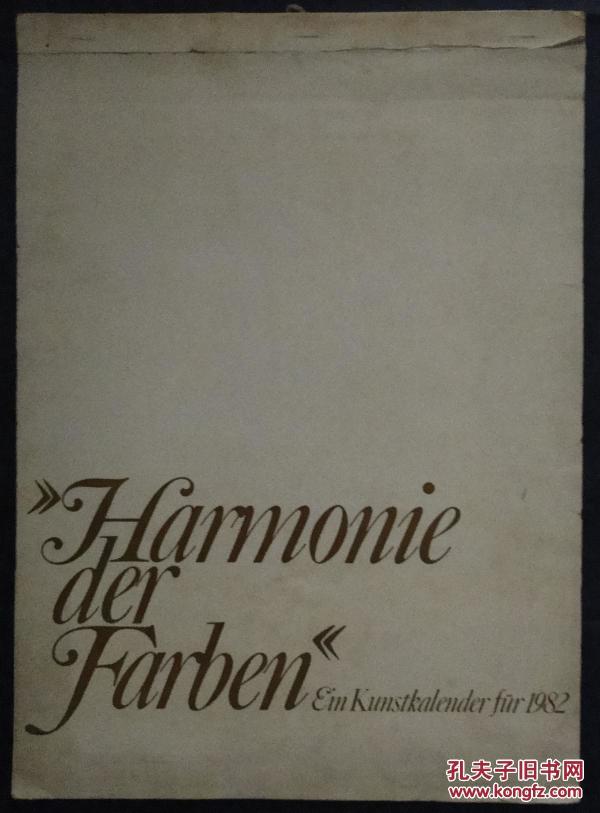 »Harmonie
der
Farben«
Ein Kunstkalender für 1982
孔夫子旧书网
www.kongfz.com